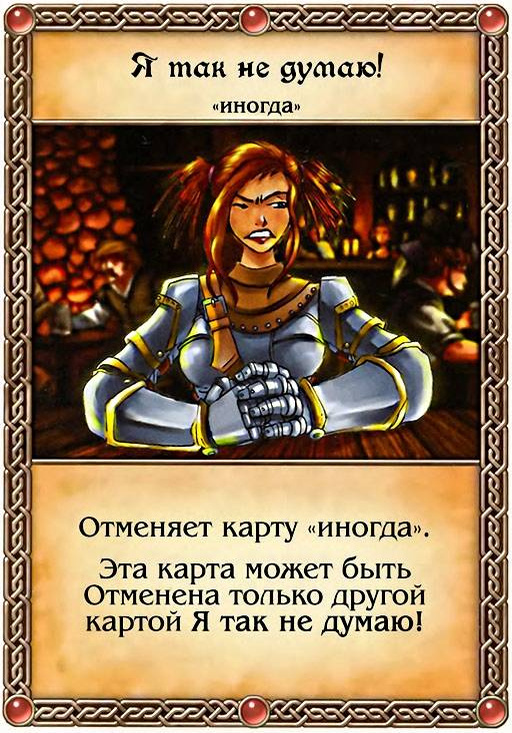 Я так не думаю!
«иногда»
Отменяет карту «иногда».
Эта карта может быть
Отменена только другой
картой Я так не думаю!